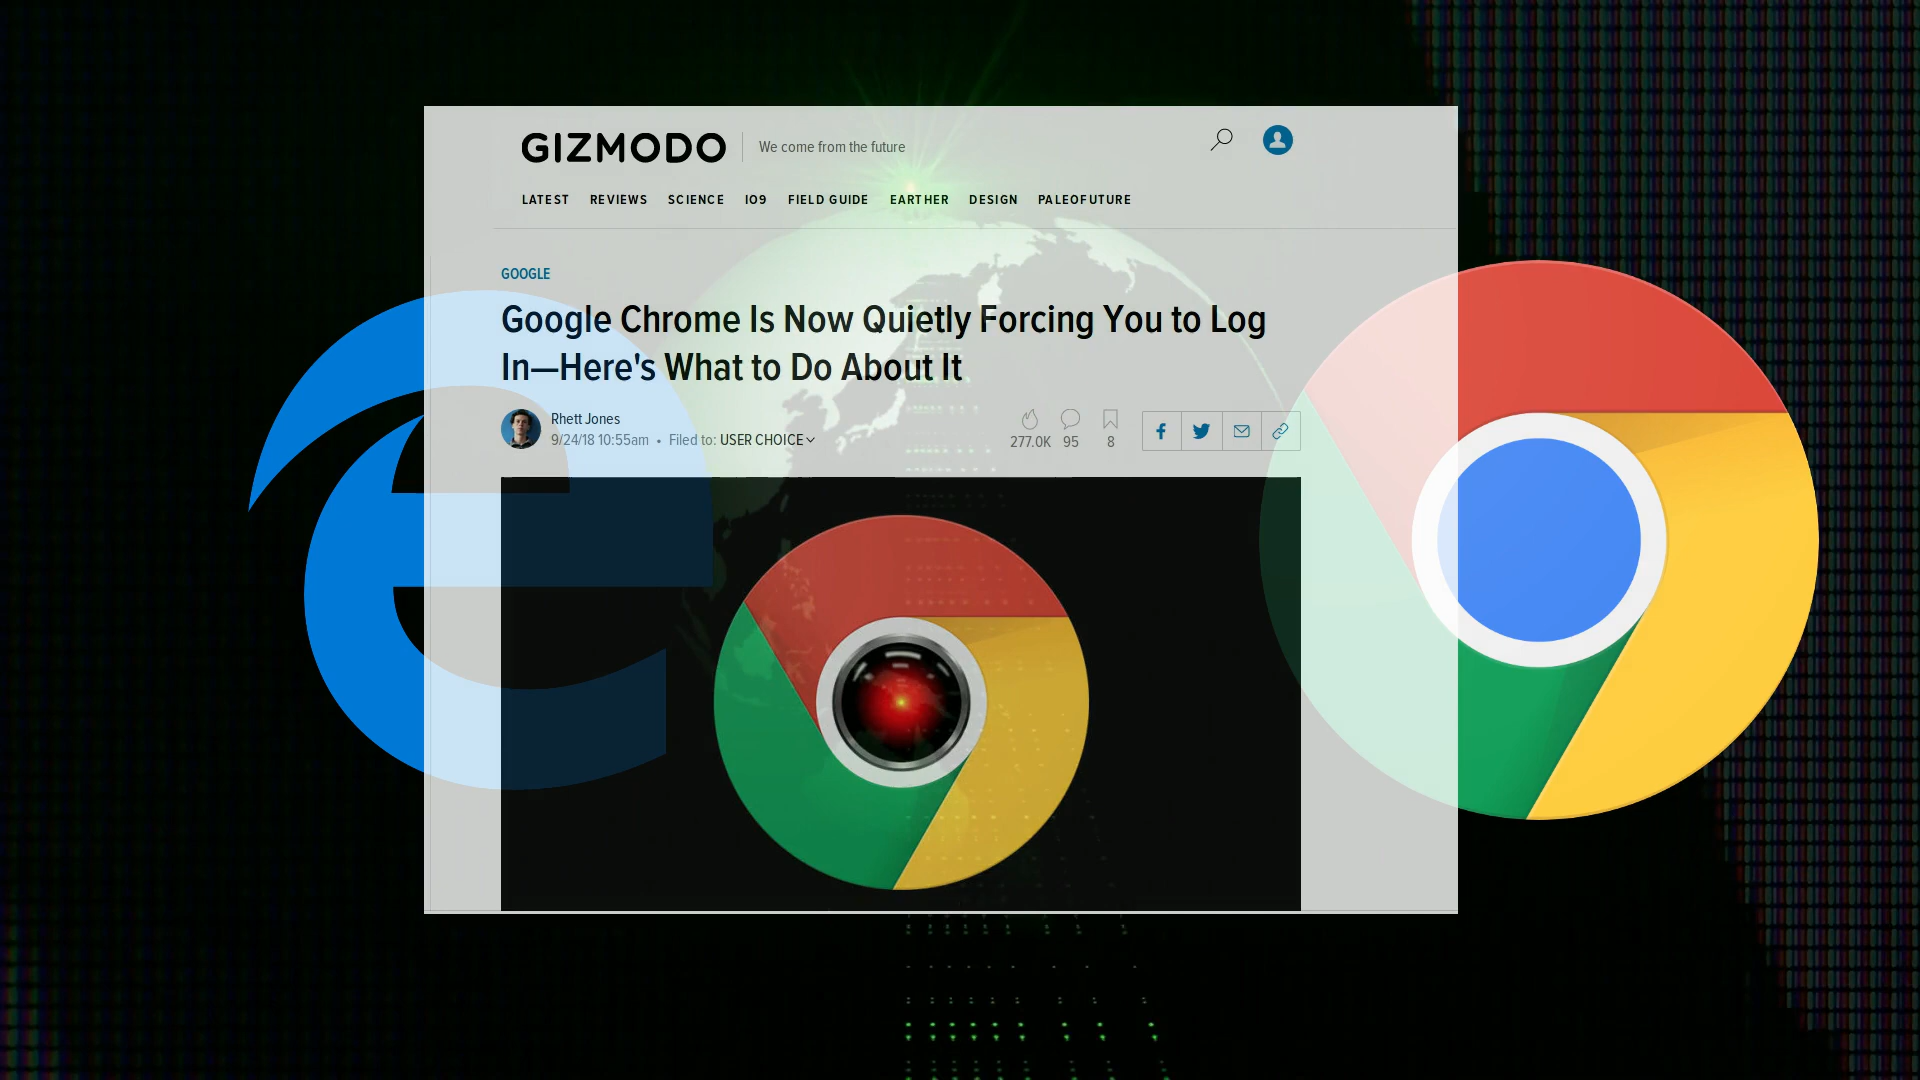 GIZMODO
We come from the future
LATEST REVIEWS SCIENCE IO9 FIELD GUIDE EARTHER DESIGN PALEOFUTURE
GOOGLE
Google Chrome Is Now Quietly Forcing You to Log
In—Here's What to Do About It
Rhett Jones
9/24/18 10:55am • Filed to: USER CHOICE
277.0K 95 8